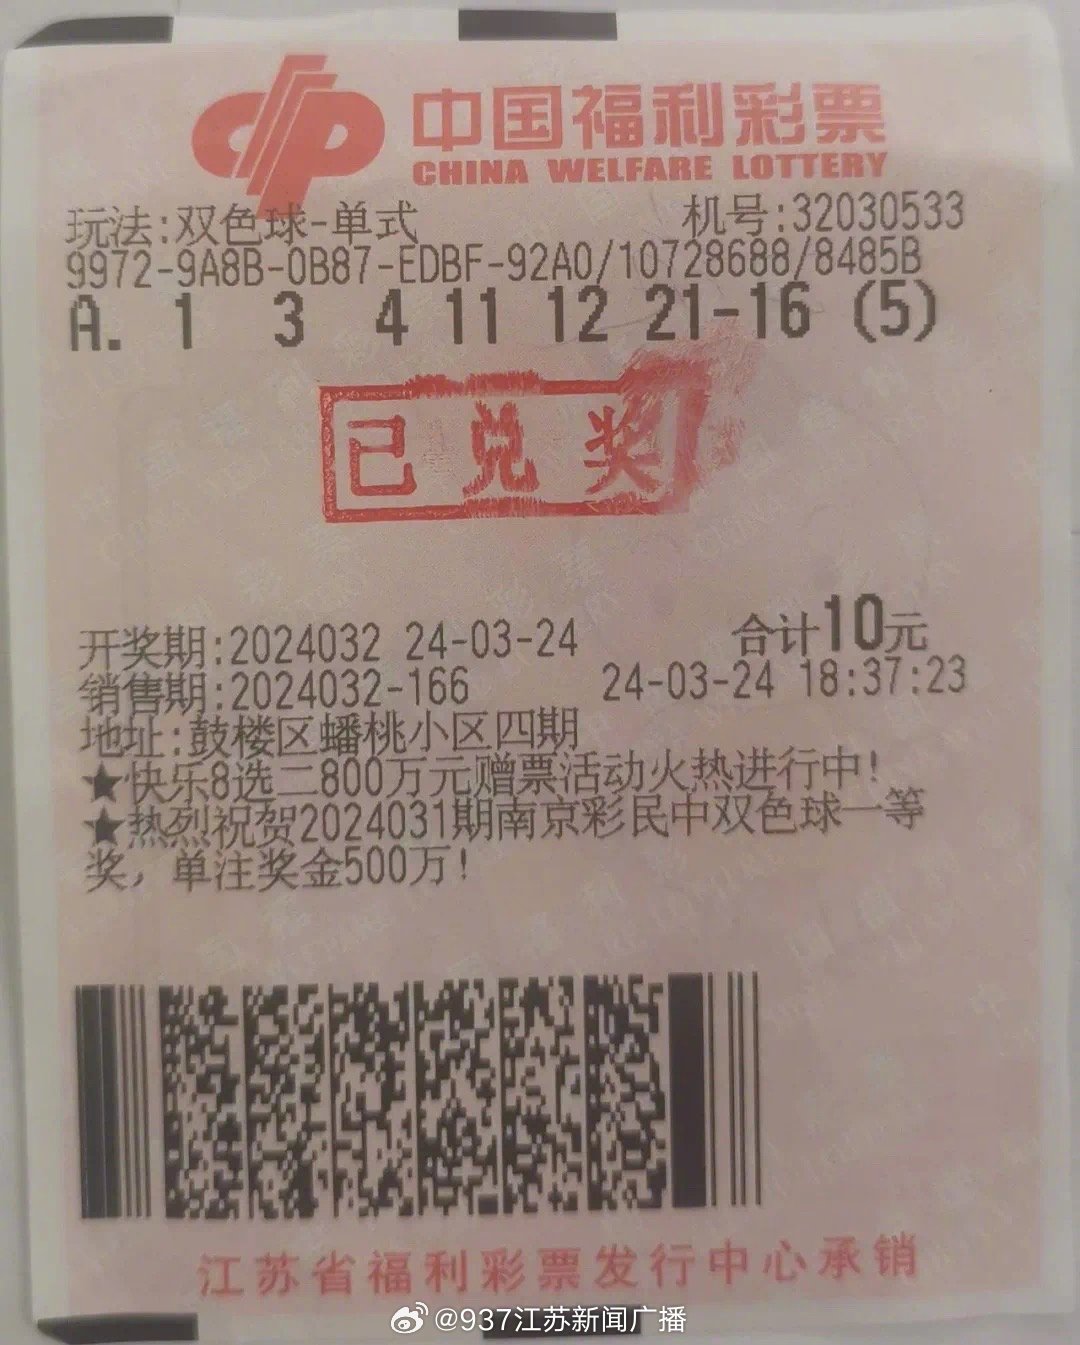 中国福利彩票
CHINA WELFARE LOTTERY
玩法:双色球-单式 机号:32030533
9972-9A8B-0B87-EDBF-92A0/10728688/8485B
A. 1 3 4 11 12 21-16 (5)
已兑奖
开奖期:2024032 24-03-24 合计10元
销售期:2024032-166 24-03-24 18:37:23
地址:鼓楼区蟠桃小区四期
★快乐8选二800万元赠票活动火热进行中!
★热烈祝贺2024031期南京彩民中双色球一等
奖，单注奖金500万!
江苏省福利彩票发行中心承销
@937江苏新闻广播